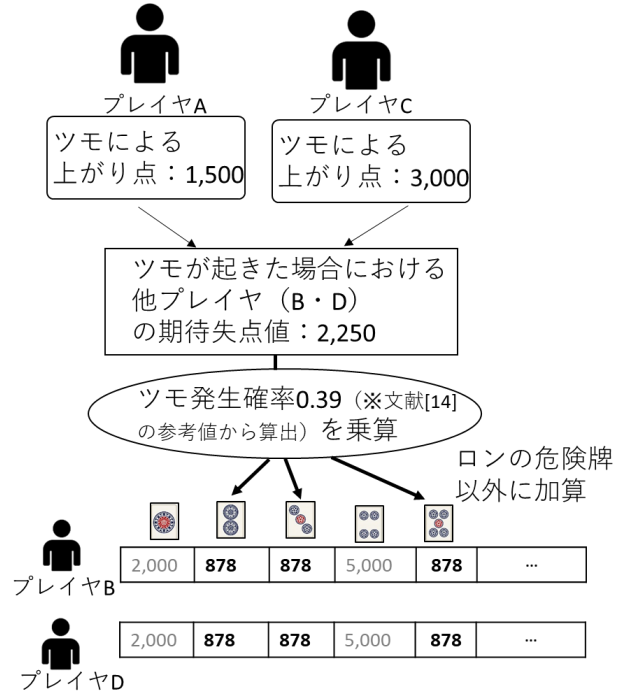 プレイヤA
プレイヤC
ツモによる
上がり点：1,500
ツモによる
上がり点：3,000
ツモが起きた場合における
他プレイヤ（B・D）
の期待失点値：2,250
ツモ発生確率0.39（※文献[14]
の参考値から算出）を乗算
ロンの危険牌
以外に加算
プレイヤB
2,000 878 878 5,000 878 …
プレイヤD
2,000 878 878 5,000 878 …